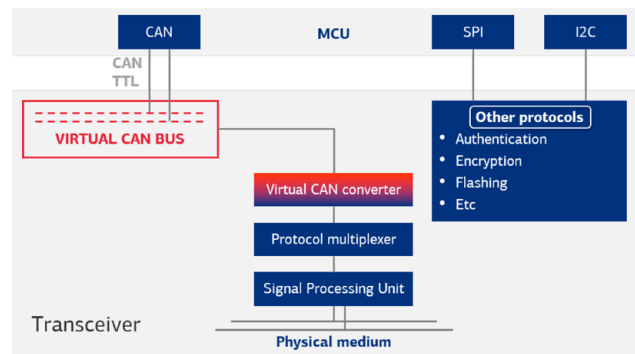 CAN
MCU
SPI
I2C
CAN
TTL
VIRTUAL CAN BUS
Other protocols
• Authentication
• Encryption
• Flashing
• Etc
Virtual CAN converter
Protocol multiplexer
Signal Processing Unit
Transceiver
Physical medium